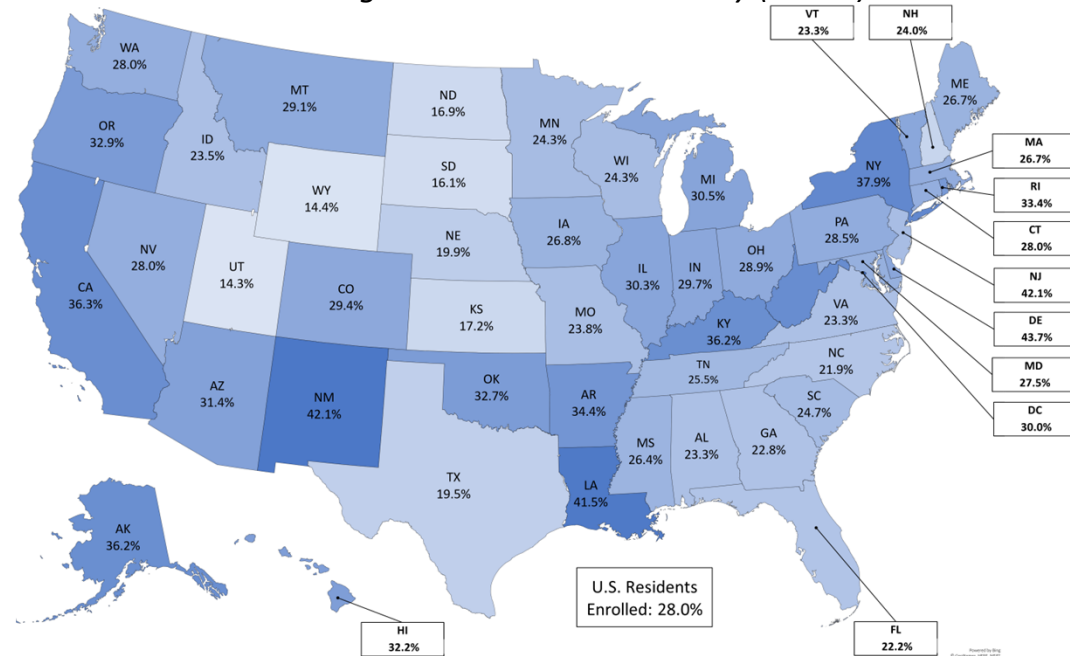 VT
23.3%
NH
24.0%
WA
28.0%
MT
29.1%
ND
16.9%
MN
24.3%
ME
26.7%
OR
32.9%
ID
23.5%
SD
16.1%
WI
24.3%
MI
30.5%
NY
37.9%
MA
26.7%
WY
14.4%
RI
33.4%
NV
28.0%
UT
14.3%
NE
19.9%
IA
26.8%
PA
28.5%
CT
28.0%
CA
36.3%
CO
29.4%
KS
17.2%
MO
23.8%
IL
30.3%
IN
29.7%
OH
28.9%
NJ
42.1%
KY
36.2%
VA
23.3%
DE
43.7%
AZ
31.4%
NM
42.1%
OK
32.7%
AR
34.4%
TN
25.5%
NC
21.9%
MD
27.5%
SC
24.7%
DC
30.0%
TX
19.5%
LA
41.5%
MS
26.4%
AL
23.3%
GA
22.8%
AK
36.2%
HI
32.2%
U.S. Residents
Enrolled: 28.0%
FL
22.2%
Powered by Bing